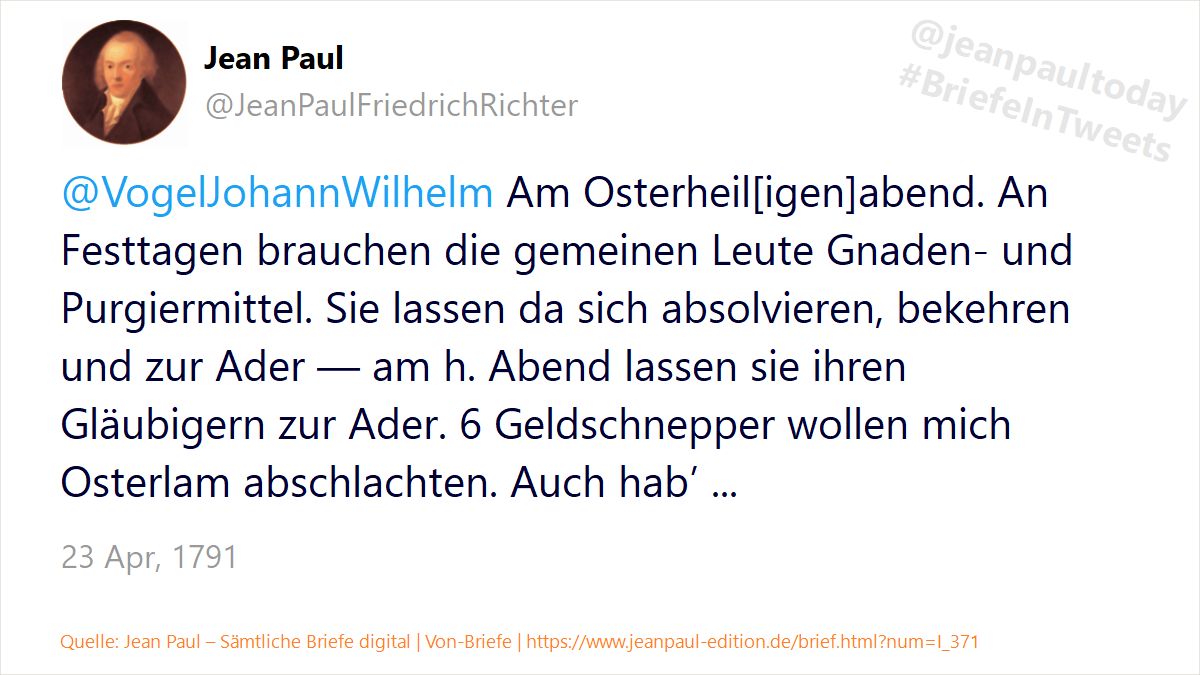 Jean Paul
@JeanPaulFriedrichRichter
@jeanpaultoday
#BriefeInTweets
@VogelJohannWilhelm Am Osterheil[igen]abend. An
Festtagen brauchen die gemeinen Leute Gnaden- und
Purgiermittel. Sie lassen da sich absolvieren, bekehren
und zur Ader — am h. Abend lassen sie ihren
Gläubigern zur Ader. 6 Geldschnepper wollen mich
Osterlam abschlachten. Auch hab’ ...
23 Apr, 1791
Quelle: Jean Paul – Sämtliche Briefe digital | Von-Briefe | https://www.jeanpaul-edition.de/brief.html?num=I_371